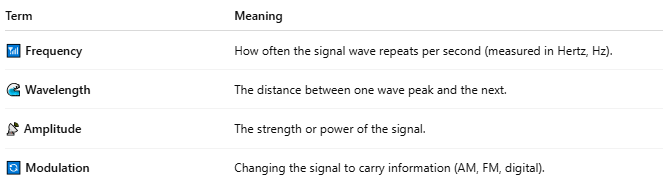 Term Meaning
Frequency How often the signal wave repeats per second (measured in Hertz, Hz).
Wavelength The distance between one wave peak and the next.
Amplitude The strength or power of the signal.
Modulation Changing the signal to carry information (AM, FM, digital).